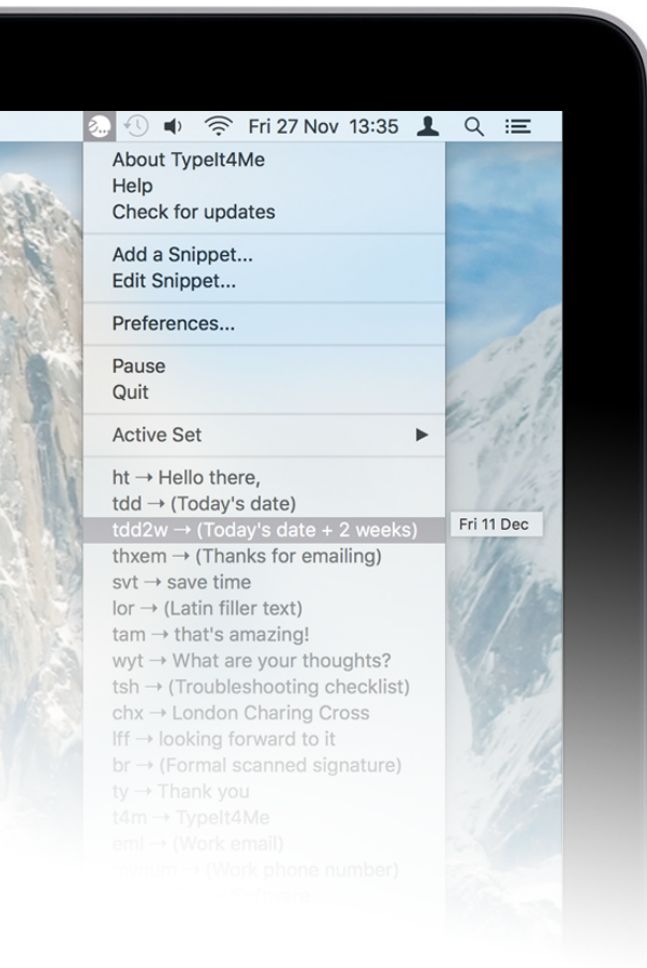 Fri 27 Nov 13:35
About TypeIt4Me
Help
Check for updates
Add a Snippet...
Edit Snippet...
Preferences...
Pause
Quit
Active Set ▶
ht → Hello there,
tdd → (Today's date)
tdd2w → (Today's date + 2 weeks)
Fri 11 Dec
thxem → (Thanks for emailing)
svt → save time
lor → (Latin filler text)
tam → that's amazing!
wyt → What are your thoughts?
tsh → (Troubleshooting checklist)
chx → London Charing Cross
lff → looking forward to it
br → (Formal scanned signature)
ty → Thank you
t4m → TypeIt4Me
eml → (Work email)
→ (Work phone number)